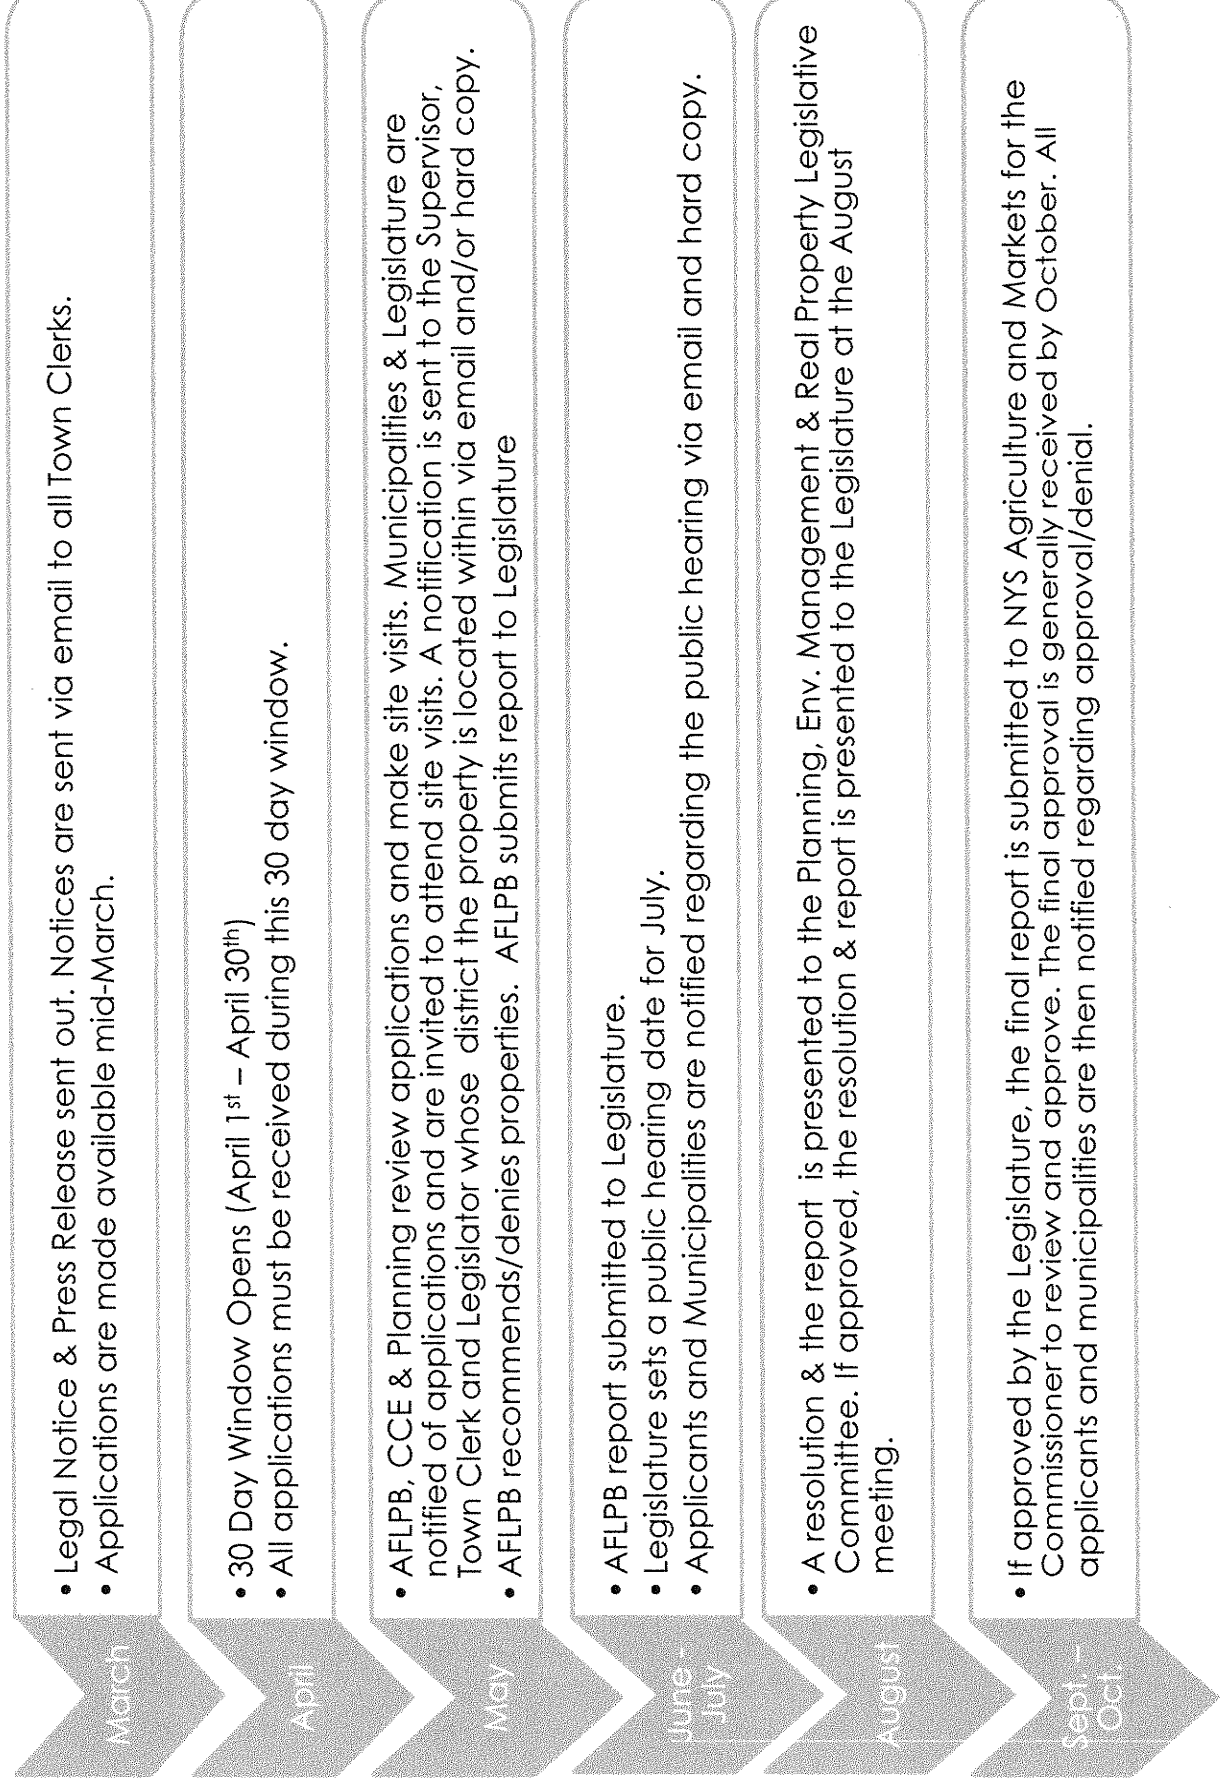 March
• Legal Notice & Press Release sent out. Notices are sent via email to all Town Clerks.
• Applications are made available mid-March.
April
• 30 Day Window Opens (April 1st – April 30th)
• All applications must be received during this 30 day window.
May
• AFLPB, CCE & Planning review applications and make site visits. Municipalities & Legislature are
notified of applications and are invited to attend site visits. A notification is sent to the Supervisor,
Town Clerk and Legislator whose district the property is located within via email and/or hard copy.
• AFLPB recommends/denies properties. AFLPB submits report to Legislature
June -
July
• AFLPB report submitted to Legislature.
• Legislature sets a public hearing date for July.
• Applicants and Municipalities are notified regarding the public hearing via email and hard copy.
August
• A resolution & the report is presented to the Planning, Env. Management & Real Property Legislative
Committee. If approved, the resolution & report is presented to the Legislature at the August
meeting.
Sept. –
Oct.
• If approved by the Legislature, the final report is submitted to NYS Agriculture and Markets for the
Commissioner to review and approve. The final approval is generally received by October. All
applicants and municipalities are then notified regarding approval/denial.